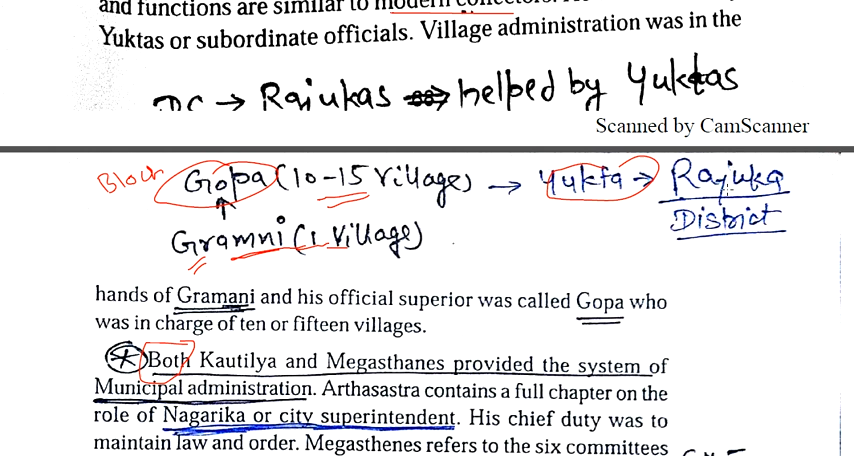 and functions are similar to modern
Yuktas or subordinate officials. Village administration was in the
DC → Rajukas ⇒ helped by Yuktas
Scanned by CamScanner
Block Gopa (10-15 Village) → Yukta → Rajuka
District
↑
Gramni (1 Village)
hands of Gramani and his official superior was called Gopa who
was in charge of ten or fifteen villages.
Both Kautilya and Megasthanes provided the system of
Municipal administration. Arthasastra contains a full chapter on the
role of Nagarika or city superintendent. His chief duty was to
maintain law and order. Megasthenes refers to the six committees